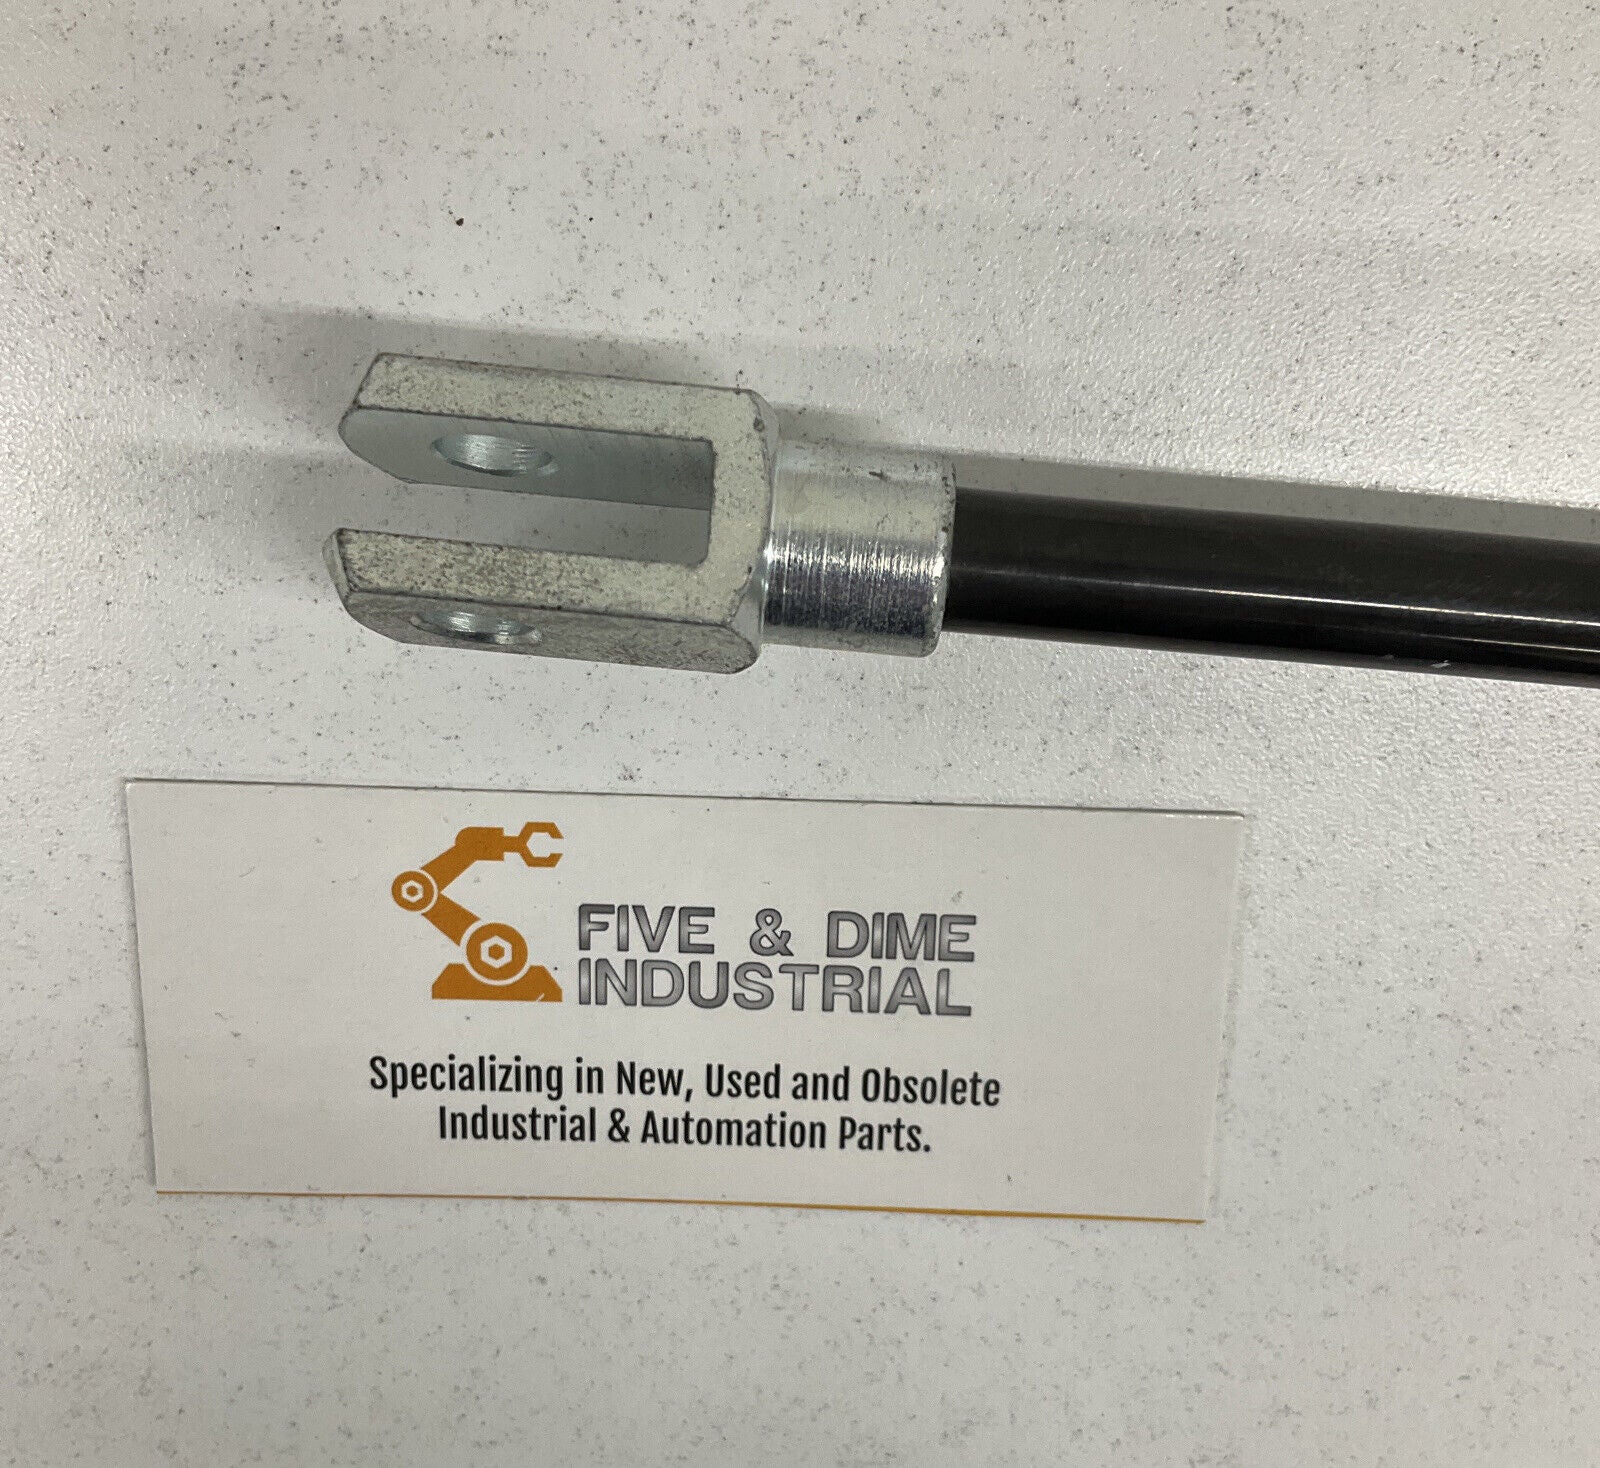 FIVE & DIME
INDUSTRIAL
Specializing in New, Used and Obsolete
Industrial & Automation Parts.